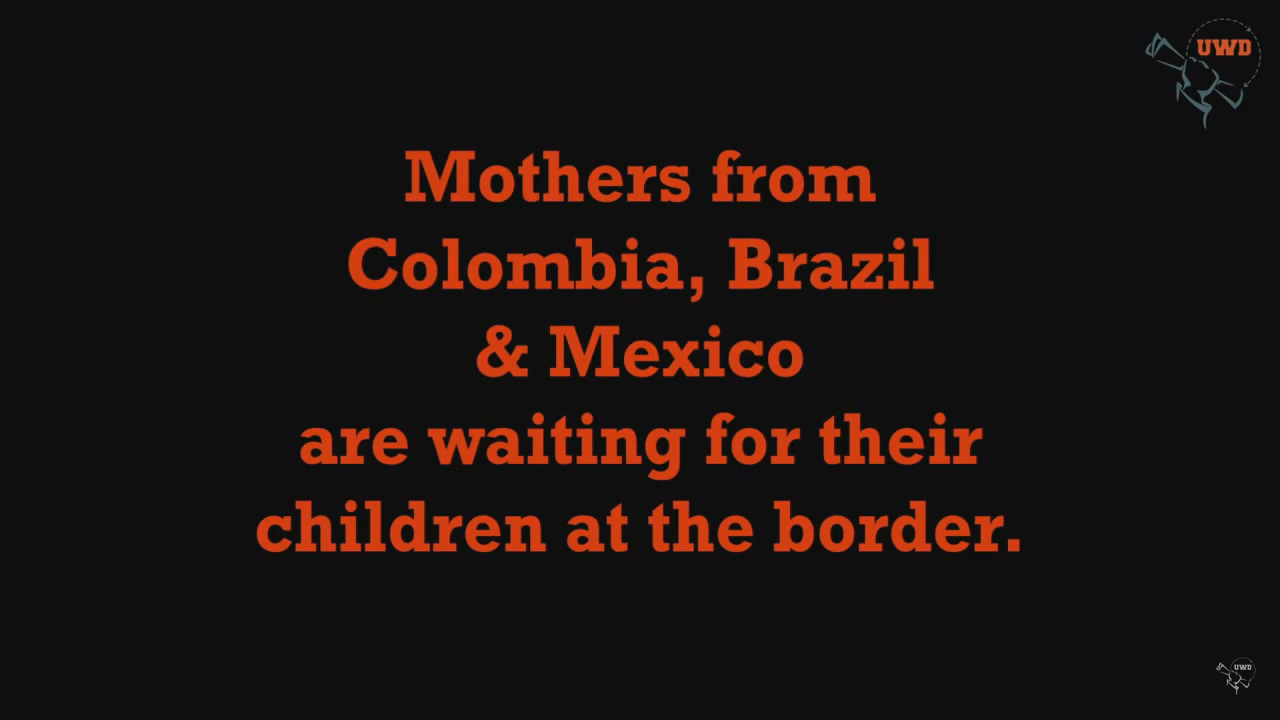 UWD
Mothers from
Colombia, Brazil
& Mexico
are waiting for their
children at the border.
UWD